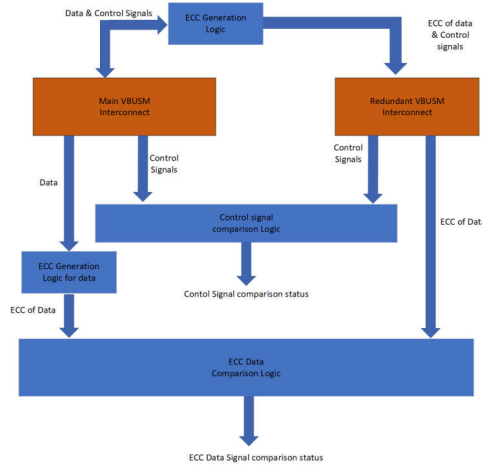 Data & Control Signals
ECC Generation
Logic
ECC of data
& Control
signals
Main VBUSM
Interconnect
Redundant VBUSM
Interconnect
Control
Signals
Control
Signals
Data
Control signal
comparison Logic
ECC of Data
ECC Generation
Logic for data
Contol Signal comparison status
ECC of Data
ECC Data
Comparison Logic
ECC Data Signal comparison status